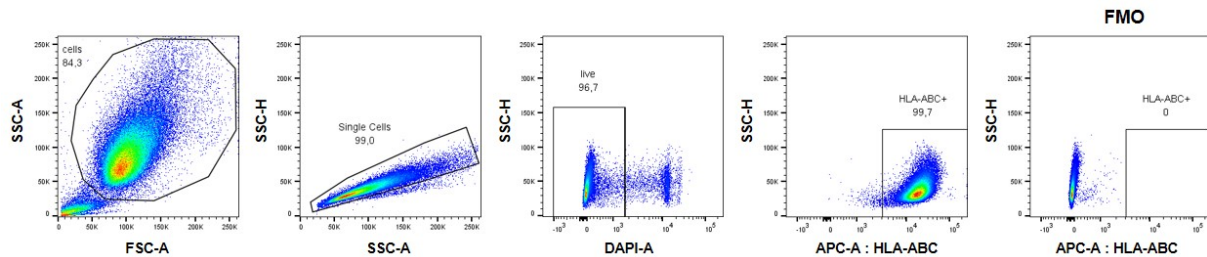 FMO
cells
84,3
SSC-A
250K
200K
150K
100K
50K
0
0
50K
100K
150K
200K
250K
FSC-A
Single Cells
99,0
SSC-H
250K
200K
150K
100K
50K
0
0
50K
100K
150K
200K
250K
SSC-A
live
96,7
SSC-H
250K
200K
150K
100K
50K
0
-10³
0
10³
10⁴
10⁵
DAPI-A
HLA-ABC+
99,7
SSC-H
250K
200K
150K
100K
50K
0
-10³
0
10³
10⁴
10⁵
APC-A : HLA-ABC
HLA-ABC+
0
SSC-H
250K
200K
150K
100K
50K
0
-10³
0
10³
10⁴
10⁵
APC-A : HLA-ABC